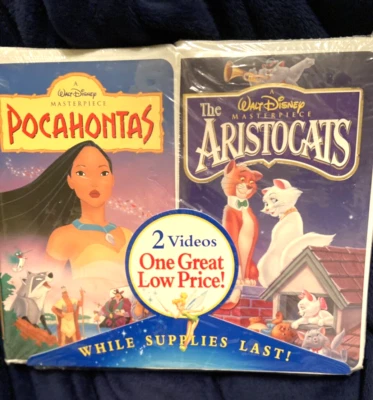 A
Walt Disney
MASTERPIECE
POCAHONTAS
A
Walt Disney
MASTERPIECE
The
ARISTOCATS
2 Videos
One Great
Low Price!
WHILE SUPPLIES LAST!